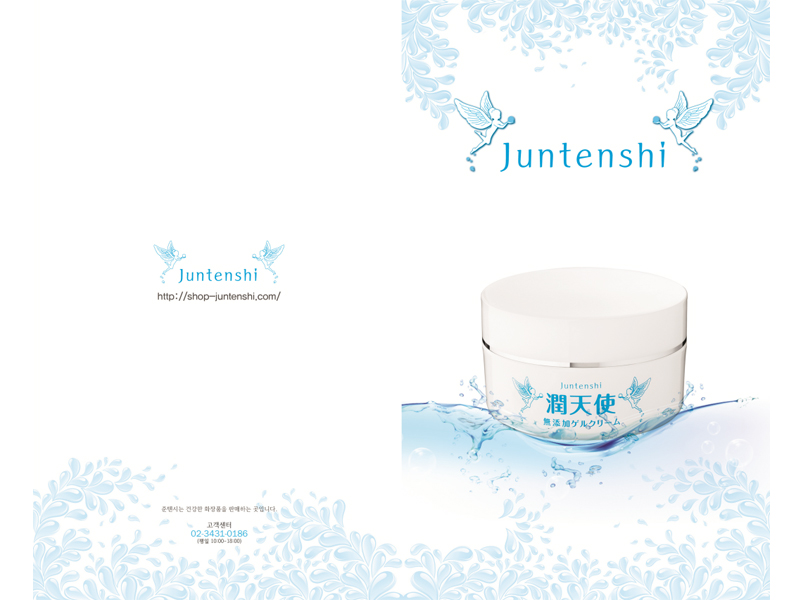 Juntenshi
http://shop-juntenshi.com/
준텐시는 건강한 화장품을 판매하는 곳입니다
고객센터
02-3431-0186
(평일 10:00~18:00)
Juntenshi
Juntenshi
潤天使
無添加ゲルクリーム